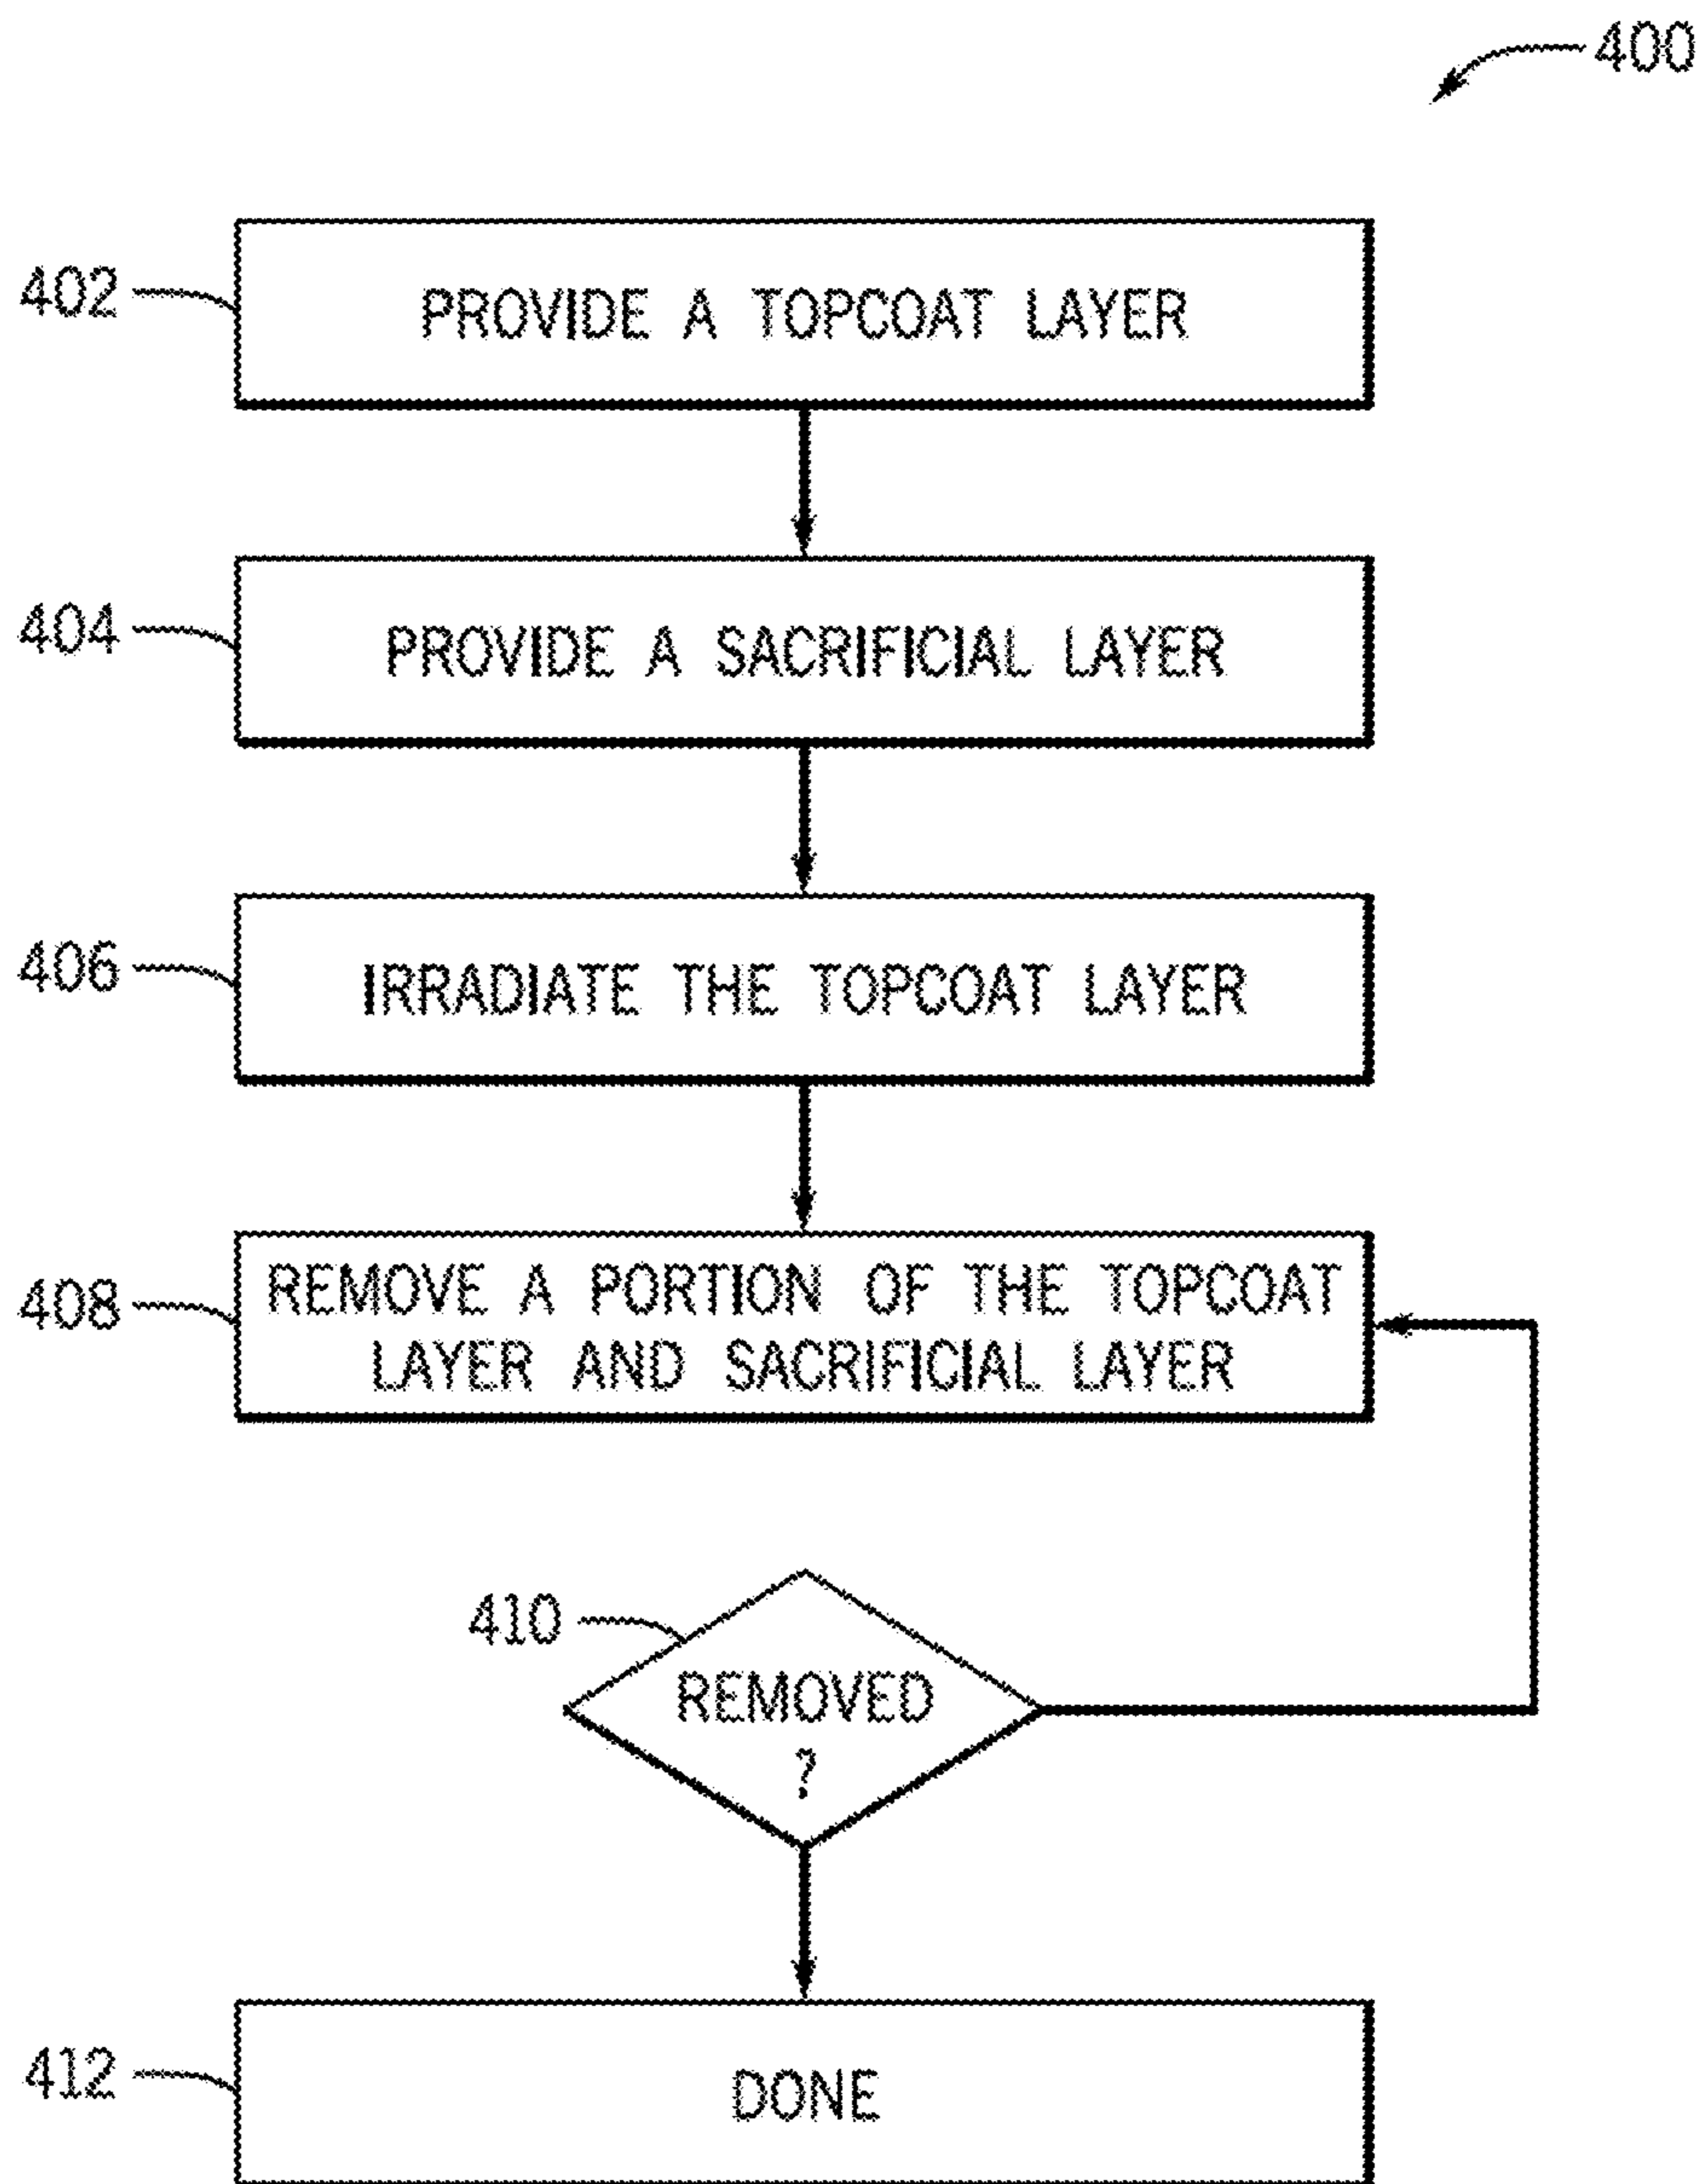 400
402
PROVIDE A TOPCOAT LAYER
404
PROVIDE A SACRIFICIAL LAYER
406
IRRADIATE THE TOPCOAT LAYER
408
REMOVE A PORTION OF THE TOPCOAT
LAYER AND SACRIFICIAL LAYER
410
REMOVED
?
412
DONE